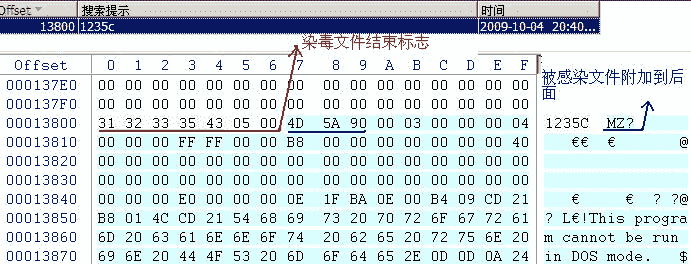 Offset 搜索提示 时间
13800 1235c 2009-10-04 20:40...
染毒文件结束标志
Offset 0 1 2 3 4 5 6 7 8 9 A B C D E F
被感染文件附加到后面
000137E0 00 00 00 00 00 00 00 00 00 00 00 00 00 00 00 00
000137F0 00 00 00 00 00 00 00 00 00 00 00 00 00 00 00 00
00013800 31 32 33 35 43 05 00 4D 5A 90 00 03 00 00 00 04 1235C MZ?
00013810 00 00 00 FF FF 00 00 B8 00 00 00 00 00 00 00 40 €€ € @
00013820 00 00 00 00 00 00 00 00 00 00 00 00 00 00 00 00
00013830 00 00 00 00 00 00 00 00 00 00 00 00 00 00 00 00
00013840 00 00 00 E0 00 00 00 0E 1F BA 0E 00 B4 09 CD 21 € € ? ?@
00013850 B8 01 4C CD 21 54 68 69 73 20 70 72 6F 67 72 61 ? L€!This progra
00013860 6D 20 63 61 6E 6E 6F 74 20 62 65 20 72 75 6E 20 m cannot be run
00013870 69 6E 20 44 4F 53 20 6D 6F 64 65 2E 0D 0D 0A 24 in DOS mode. $